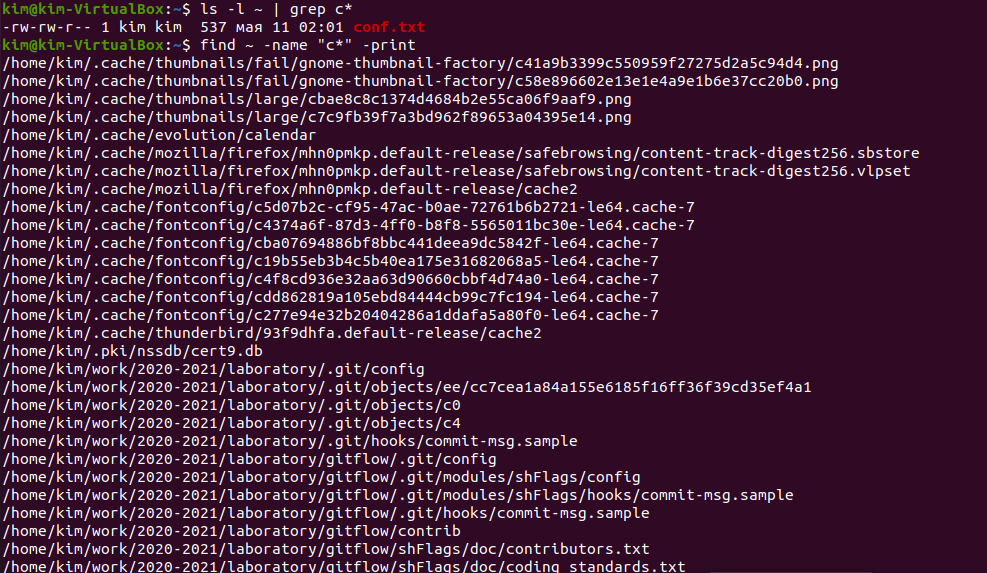 kim@kim-VirtualBox:~$ ls -l ~ | grep c*
-rw-rw-r-- 1 kim kim  537 мая 11 02:01 conf.txt
kim@kim-VirtualBox:~$ find ~ -name "c*" -print
/home/kim/.cache/thumbnails/fail/gnome-thumbnail-factory/c41a9b3399c550959f27275d2a5c94d4.png
/home/kim/.cache/thumbnails/fail/gnome-thumbnail-factory/c58e896602e13e1e4a9e1b6e37cc20b0.png
/home/kim/.cache/thumbnails/large/cbae8c8c1374d4684b2e55ca06f9aaf9.png
/home/kim/.cache/thumbnails/large/c7c9fb39f7a3bd962f89653a04395e14.png
/home/kim/.cache/evolution/calendar
/home/kim/.cache/mozilla/firefox/mhn0pmkp.default-release/safebrowsing/content-track-digest256.sbstore
/home/kim/.cache/mozilla/firefox/mhn0pmkp.default-release/safebrowsing/content-track-digest256.vlpset
/home/kim/.cache/mozilla/firefox/mhn0pmkp.default-release/cache2
/home/kim/.cache/fontconfig/c5d07b2c-cf95-47ac-b0ae-72761b6b2721-le64.cache-7
/home/kim/.cache/fontconfig/c4374a6f-87d3-4ff0-b8f8-5565011bc30e-le64.cache-7
/home/kim/.cache/fontconfig/cba07694886bf8bbc441deea9dc5842f-le64.cache-7
/home/kim/.cache/fontconfig/c19b55eb3b4c5b40ea175e31682068a5-le64.cache-7
/home/kim/.cache/fontconfig/c4f8cd936e32aa63d90660cbbf4d74a0-le64.cache-7
/home/kim/.cache/fontconfig/cdd862819a105ebd84444cb99c7fc194-le64.cache-7
/home/kim/.cache/fontconfig/c277e94e32b20404286a1ddafa5a80f0-le64.cache-7
/home/kim/.cache/thunderbird/93f9dhfa.default-release/cache2
/home/kim/.pki/nssdb/cert9.db
/home/kim/work/2020-2021/laboratory/.git/config
/home/kim/work/2020-2021/laboratory/.git/objects/ee/cc7cea1a84a155e6185f16ff36f39cd35ef4a1
/home/kim/work/2020-2021/laboratory/.git/objects/c0
/home/kim/work/2020-2021/laboratory/.git/objects/c4
/home/kim/work/2020-2021/laboratory/.git/hooks/commit-msg.sample
/home/kim/work/2020-2021/laboratory/gitflow/.git/config
/home/kim/work/2020-2021/laboratory/gitflow/.git/modules/shFlags/config
/home/kim/work/2020-2021/laboratory/gitflow/.git/modules/shFlags/hooks/commit-msg.sample
/home/kim/work/2020-2021/laboratory/gitflow/.git/hooks/commit-msg.sample
/home/kim/work/2020-2021/laboratory/gitflow/contrib
/home/kim/work/2020-2021/laboratory/gitflow/shFlags/doc/contributors.txt
/home/kim/work/2020-2021/laboratory/gitflow/shFlags/doc/coding_standards.txt